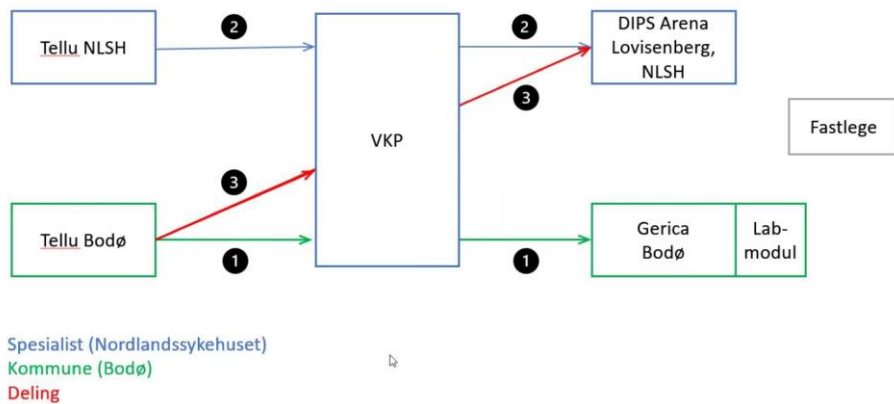 2
2
Tellu NLSH
DIPS Arena
Lovisenberg,
NLSH
3
Fastlege
VKP
3
Tellu Bodø
Gerica
Bodø
Lab-
modul
1
1
Spesialist (Nordlandssykehuset)
Kommune (Bodø)
Deling